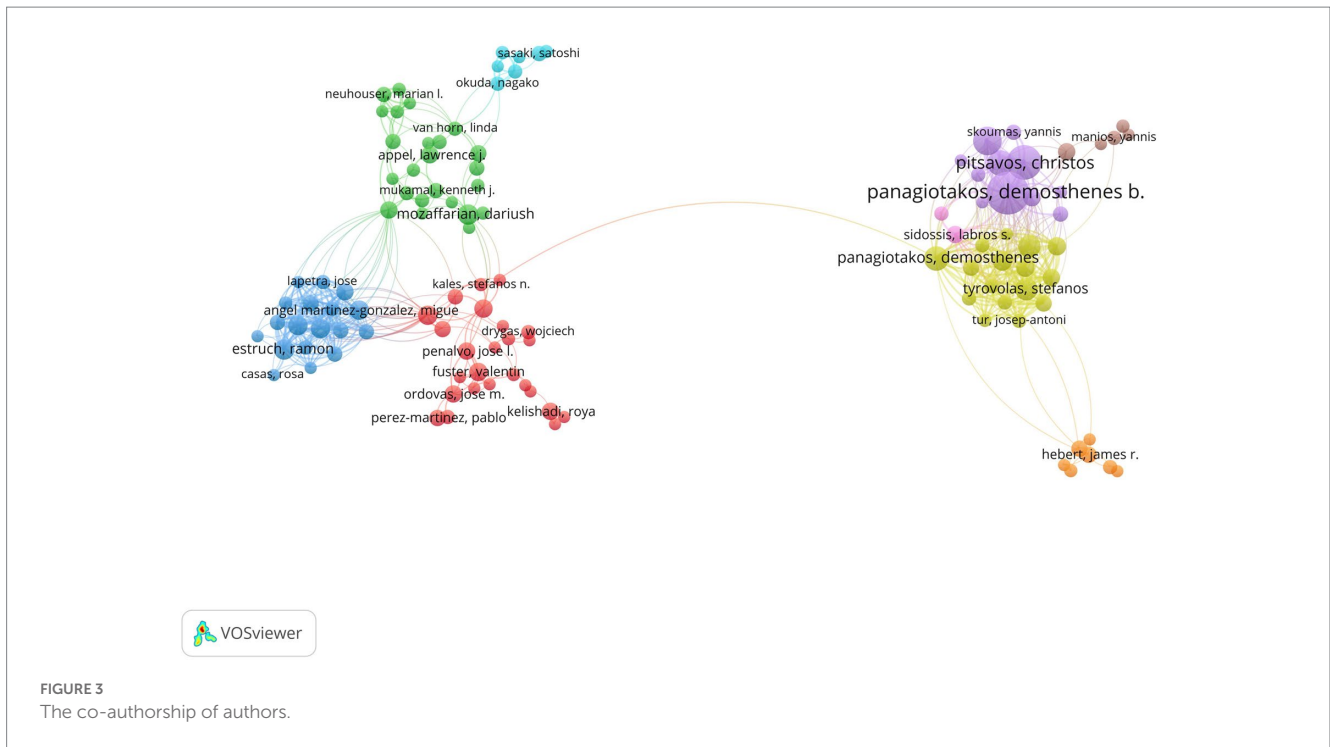 sasaki, satoshi
okuda, nagako
neuhouser, marian l.
van horn, linda
appel, lawrence j.
mukamal, kenneth j.
mozaffarian, dariush
lapetra, jose
angel martinez-gonzalez, migue
estruch, ramon
casas, rosa
kales, stefanos n.
drygas, wojciech
penalvo, jose l.
fuster, valentin
ordovas, jose m.
perez-martinez, pablo
kelishadi, roya
skoumas, yannis
manios, yannis
pitsavos, christos
panagiotakos, demosthenes b.
sidossis, labros s.
panagiotakos, demosthenes
tyrovolas, stefanos
tur, josep-antoni
hebert, james r.
VOSviewer
FIGURE 3
The co-authorship of authors.